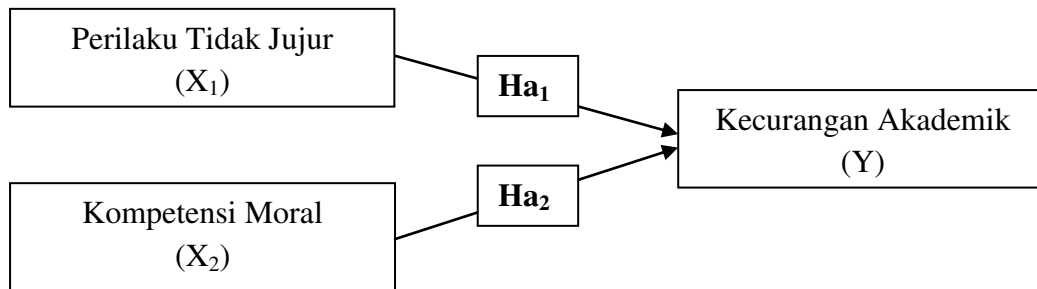 Perilaku Tidak Jujur
(X₁)
Ha₁
Kecurangan Akademik
(Y)
Ha₂
Kompetensi Moral
(X₂)